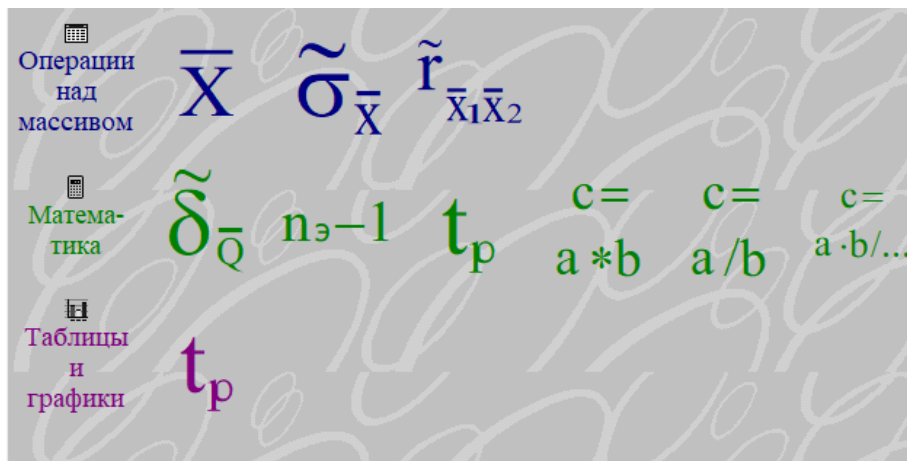 Операции
над
массивом
X̅ σ̃X̅ r̃X̅₁X̅₂
Матема-
тика
δ̃Q̅ nэ−1 tp c= a*b c= a/b c= a·b/...
Таблицы
и
графики
tp